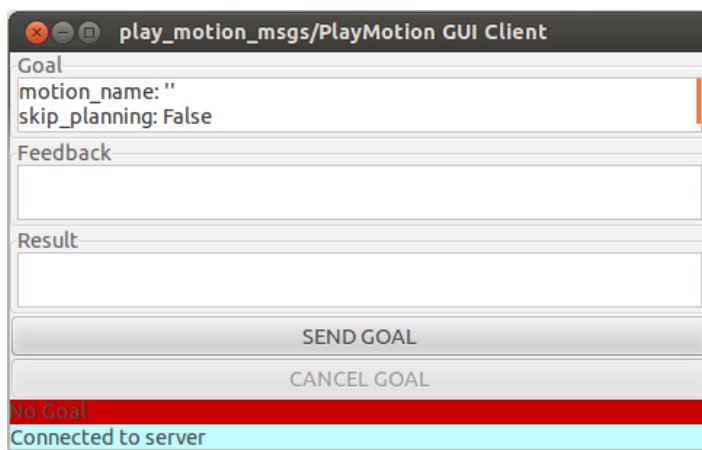 play_motion_msgs/PlayMotion GUI Client
Goal
motion_name: ''
skip_planning: False
Feedback
Result
SEND GOAL
CANCEL GOAL
No Goal
Connected to server